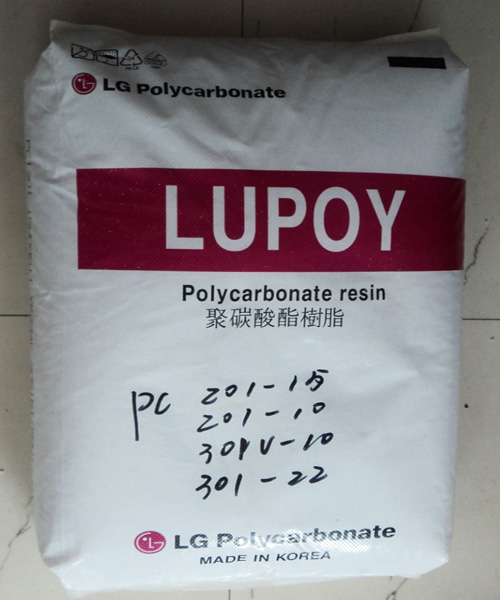 LG Polycarbonate
LUPOY
Polycarbonate resin
聚碳酸酯樹脂
PC 201-15
201-10
301V-10
301-22
LG Polycarbonate
MADE IN KOREA